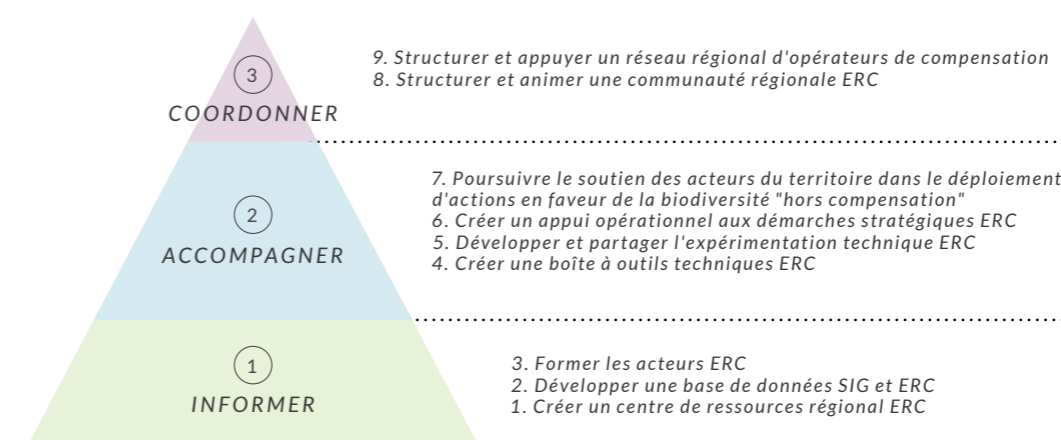 9. Structurer et appuyer un réseau régional d'opérateurs de compensation
8. Structurer et animer une communauté régionale ERC
3
COORDONNER
7. Poursuivre le soutien des acteurs du territoire dans le déploiement
d'actions en faveur de la biodiversité "hors compensation"
6. Créer un appui opérationnel aux démarches stratégiques ERC
5. Développer et partager l'expérimentation technique ERC
4. Créer une boîte à outils techniques ERC
2
ACCOMPAGNER
3. Former les acteurs ERC
2. Développer une base de données SIG et ERC
1. Créer un centre de ressources régional ERC
1
INFORMER